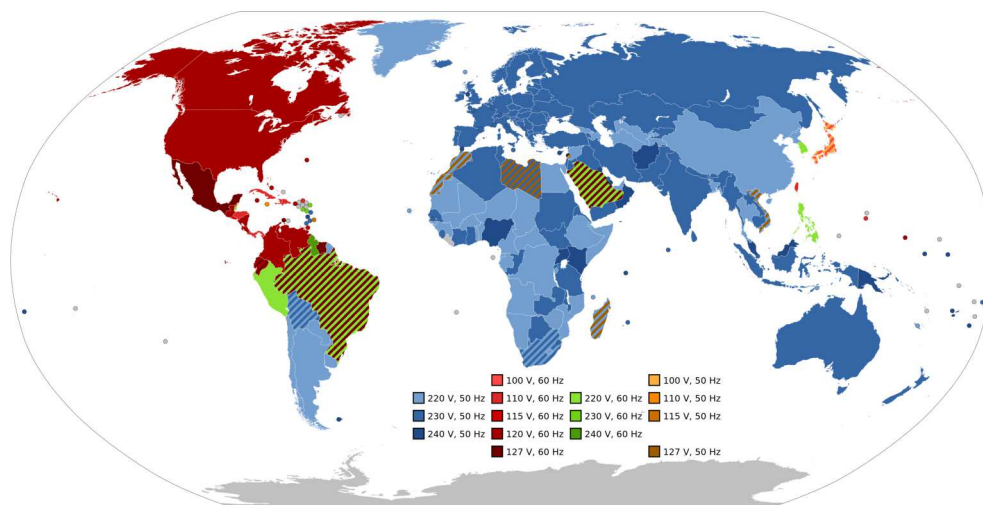 100 V, 60 Hz 100 V, 50 Hz
220 V, 50 Hz 110 V, 60 Hz 220 V, 60 Hz 110 V, 50 Hz
230 V, 50 Hz 115 V, 60 Hz 230 V, 60 Hz 115 V, 50 Hz
240 V, 50 Hz 120 V, 60 Hz 240 V, 60 Hz
127 V, 60 Hz 127 V, 50 Hz